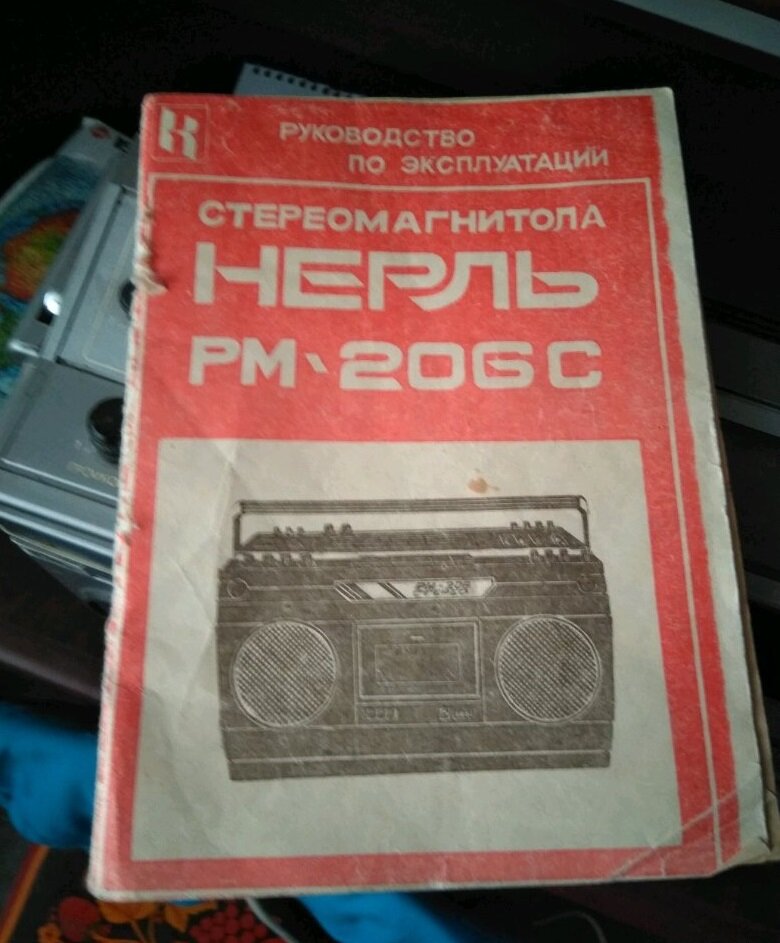 К
РУКОВОДСТВО
ПО ЭКСПЛУАТАЦИИ
СТЕРЕОМАГНИТОЛА
НЕРЛЬ
РМ-206С